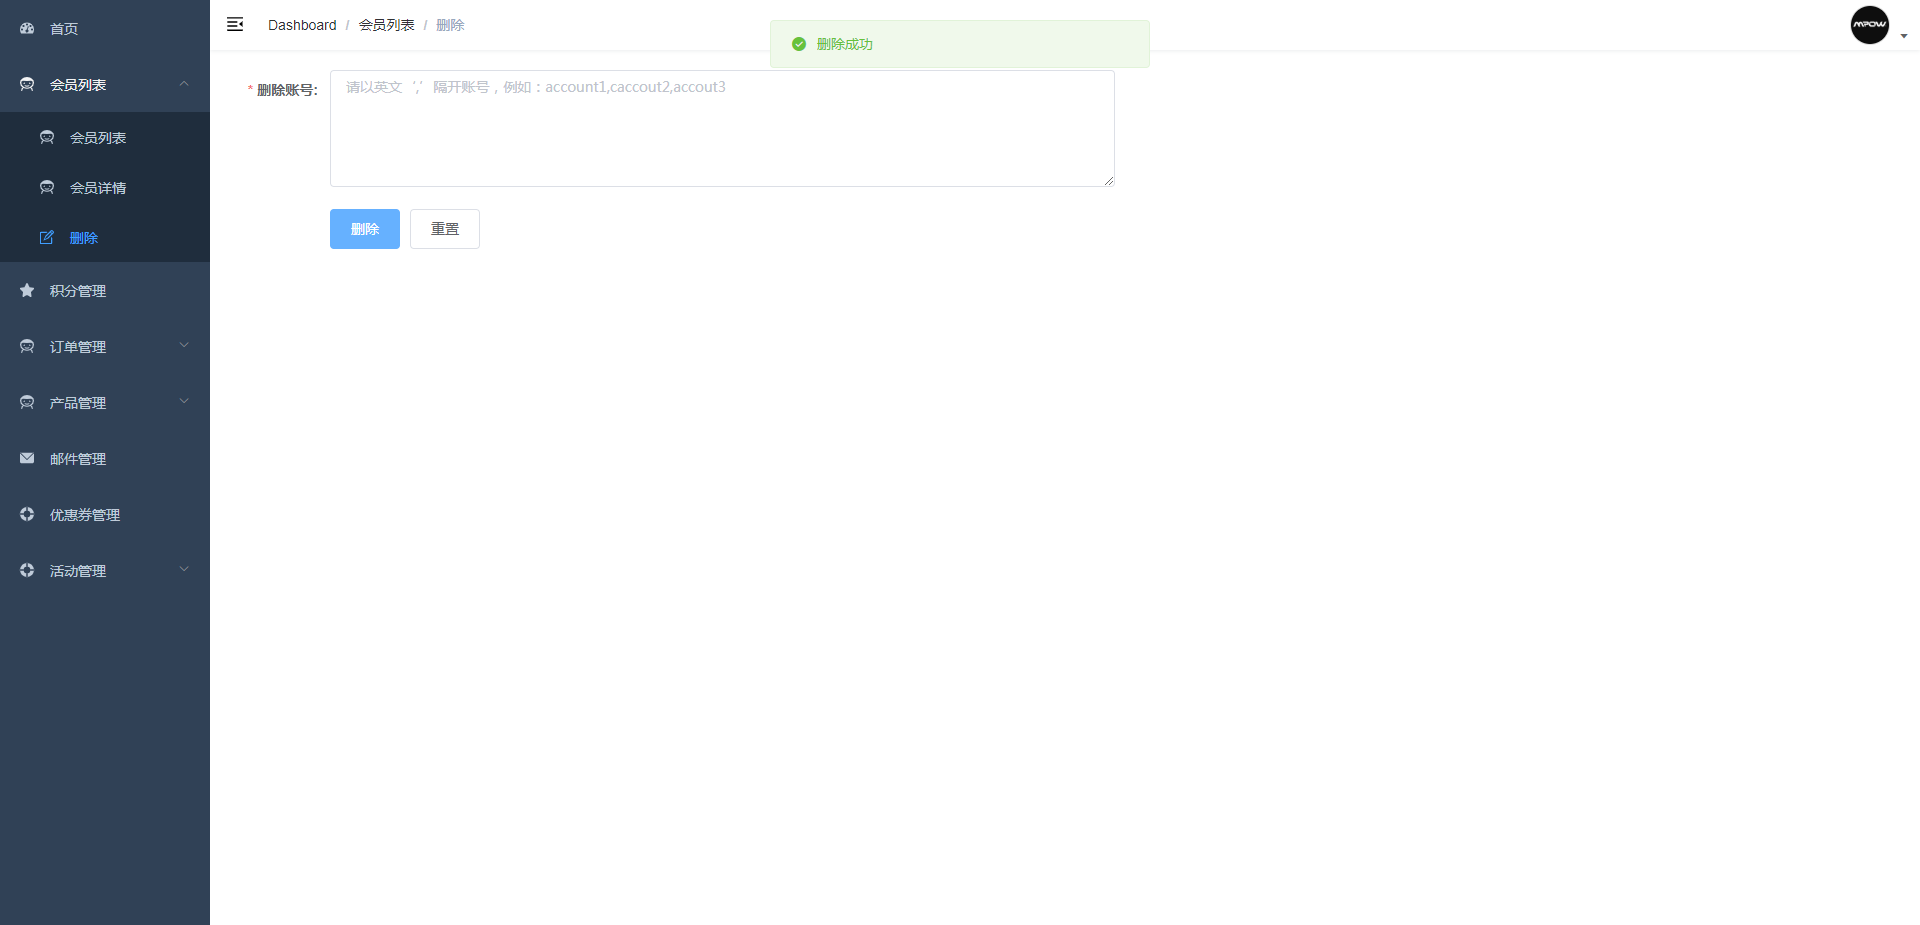 首页
会员列表
会员列表
会员详情
删除
积分管理
订单管理
产品管理
邮件管理
优惠券管理
活动管理
Dashboard / 会员列表 / 删除
删除成功
MPOW
* 删除账号:
请以英文‘,’隔开账号，例如：account1,caccout2,accout3
删除
重置